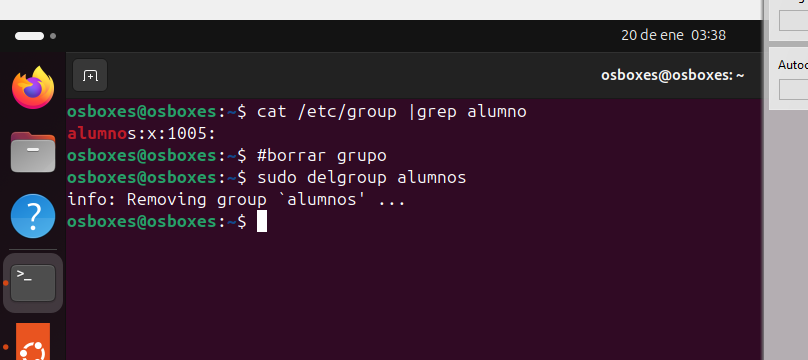 20 de ene 03:38
osboxes@osboxes: ~
Autoc
osboxes@osboxes:~$ cat /etc/group |grep alumno
alumnos:x:1005:
osboxes@osboxes:~$ #borrar grupo
osboxes@osboxes:~$ sudo delgroup alumnos
info: Removing group `alumnos' ...
osboxes@osboxes:~$
>_